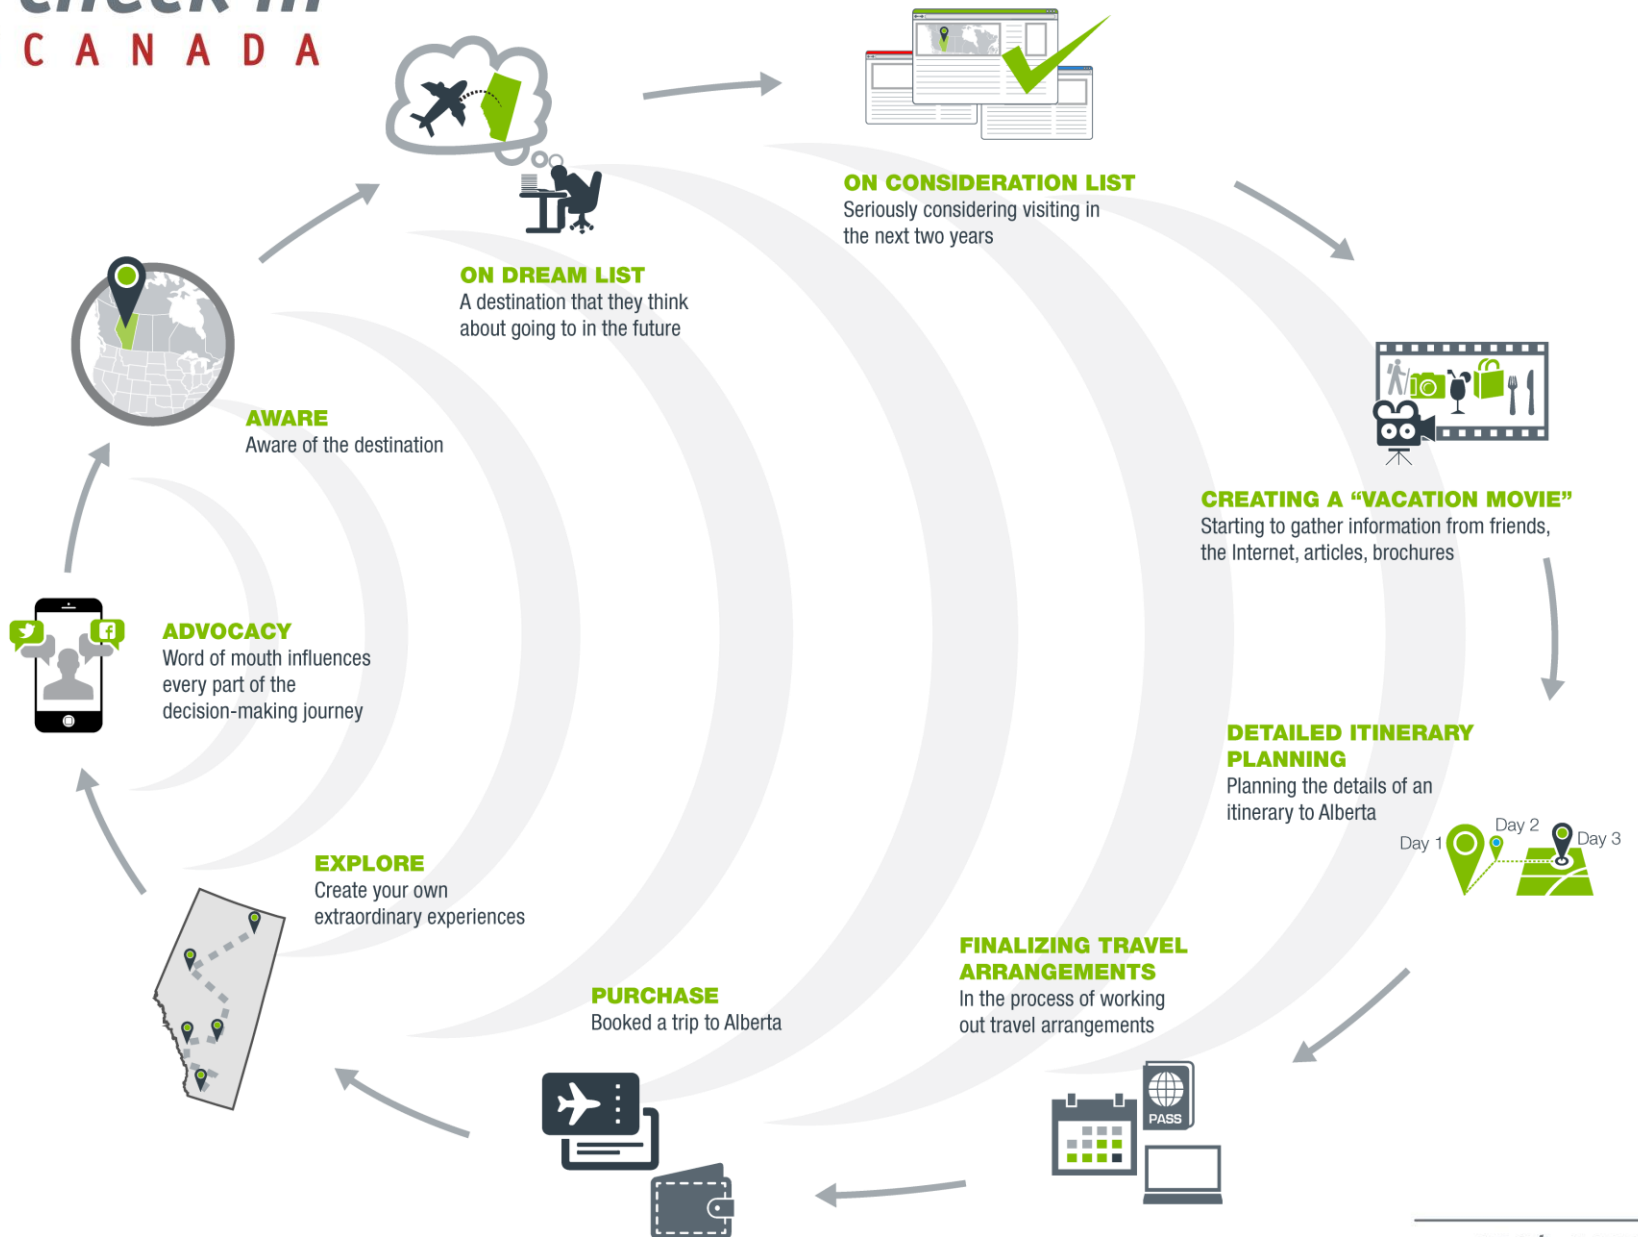 check in
CANADA
ON CONSIDERATION LIST
Seriously considering visiting in
the next two years
ON DREAM LIST
A destination that they think
about going to in the future
AWARE
Aware of the destination
CREATING A “VACATION MOVIE”
Starting to gather information from friends,
the Internet, articles, brochures
ADVOCACY
Word of mouth influences
every part of the
decision-making journey
DETAILED ITINERARY
PLANNING
Planning the details of an
itinerary to Alberta
Day 1
Day 2
Day 3
EXPLORE
Create your own
extraordinary experiences
FINALIZING TRAVEL
ARRANGEMENTS
In the process of working
out travel arrangements
PURCHASE
Booked a trip to Alberta
PASS